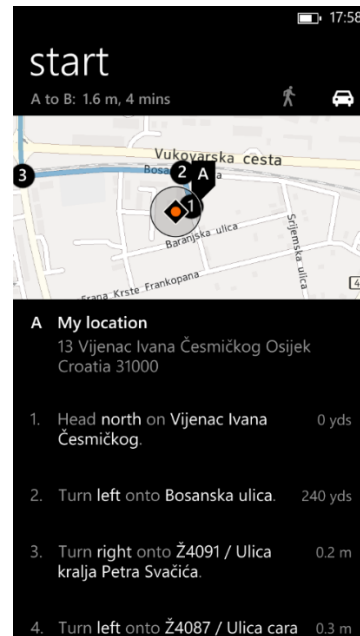 17:58
start
A to B: 1.6 m, 4 mins
Vukovarska cesta
Bosa
a
3
2
A
1
Baranjska ulica
Srijemska ulica
Frana Krste Frankopana
4
A My location
13 Vijenac Ivana Česmičkog Osijek
Croatia 31000
1. Head north on Vijenac Ivana 0 yds
Česmičkog.
2. Turn left onto Bosanska ulica. 240 yds
3. Turn right onto Ž4091 / Ulica 0.2 m
kralja Petra Svačića.
4. Turn left onto Ž4087 / Ulica cara 0.3 m